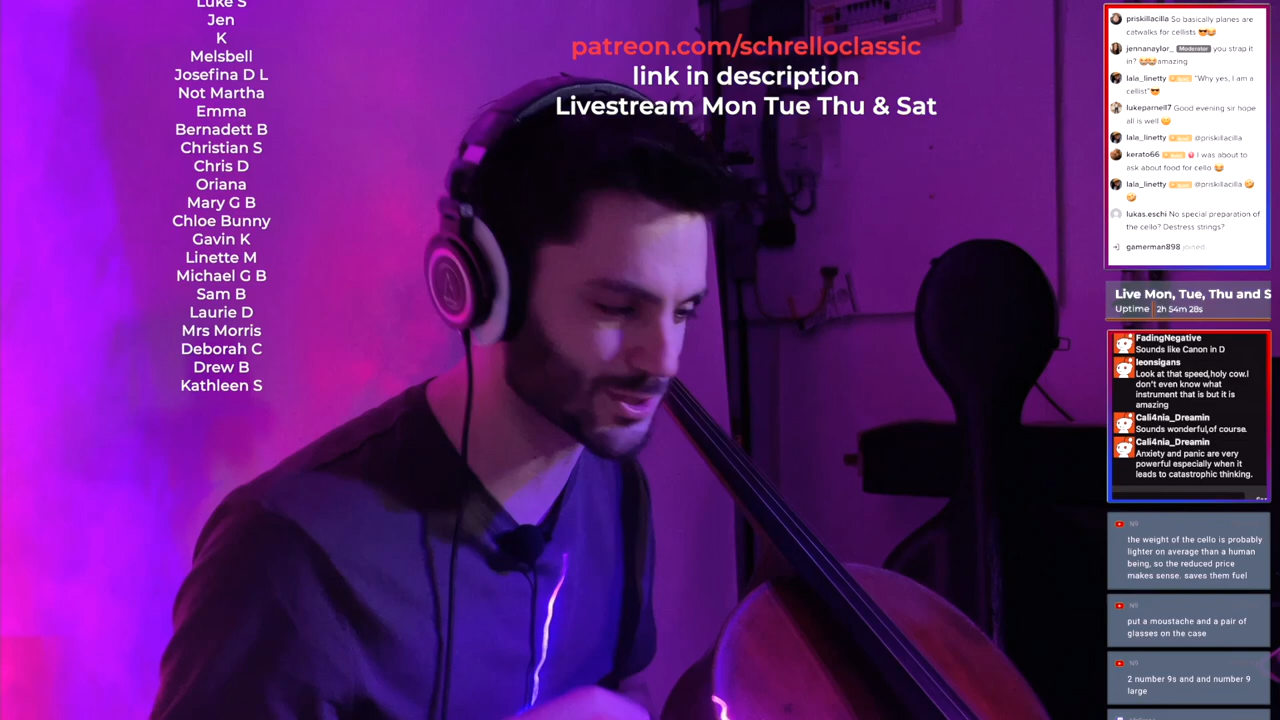 Luke S
Jen
K
Melsbell
Josefina D L
Not Martha
Emma
Bernadett B
Christian S
Chris D
Oriana
Mary G B
Chloe Bunny
Gavin K
Linette M
Michael G B
Sam B
Laurie D
Mrs Morris
Deborah C
Drew B
Kathleen S
patreon.com/schrelloclassic
link in description
Livestream Mon Tue Thu & Sat
priskillacilla So basically planes are
catwalks for cellists 😎😂
jennanaylor_ Moderator you strap it
in? 😂😂amazing
lala_linetty "Why yes, I am a
cellist"😎
lukeparnell7 Good evening sir hope
all is well 😊
lala_linetty @priskillacilla
kerato66 I was about to
ask about food for cello 😂
lala_linetty @priskillacilla 🤣
🤣
lukas.eschi No special preparation of
the cello? Destress strings?
gamerman898 joined
Live Mon, Tue, Thu and S
Uptime 2h 54m 28s
FadingNegative
Sounds like Canon in D
leonsigans
Look at that speed,holy cow.I
don't even know what
instrument that is but it is
amazing
Cali4nia_Dreamin
Sounds wonderful,of course.
Cali4nia_Dreamin
Anxiety and panic are very
powerful especially when it
leads to catastrophic thinking.
N9
the weight of the cello is probably
lighter on average than a human
being, so the reduced price
makes sense. saves them fuel
N9
put a moustache and a pair of
glasses on the case
N9
2 number 9s and and number 9
large